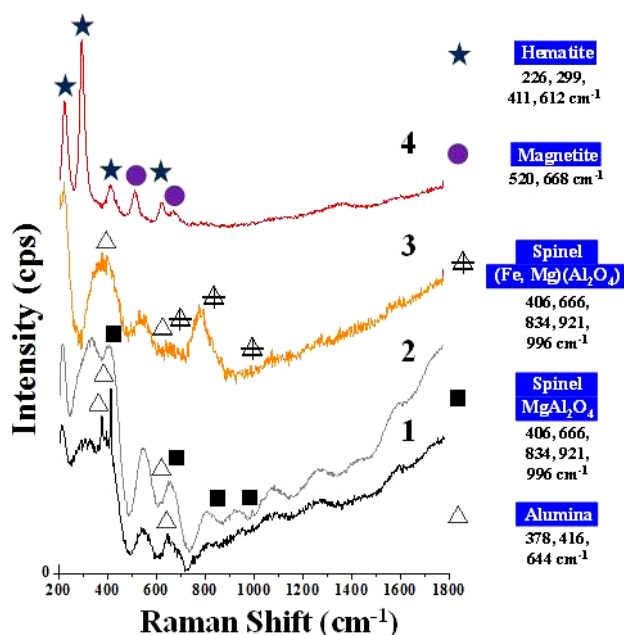 Hematite
226, 299,
411, 612 cm⁻¹
4
Magnetite
520, 668 cm⁻¹
3
Spinel
(Fe, Mg)(Al₂O₄)
406, 666,
834, 921,
996 cm⁻¹
2
Spinel
MgAl₂O₄
406, 666,
834, 921,
996 cm⁻¹
1
Alumina
378, 416,
644 cm⁻¹
Intensity (cps)
0
200 400 600 800 1000 1200 1400 1600 1800
Raman Shift (cm⁻¹)